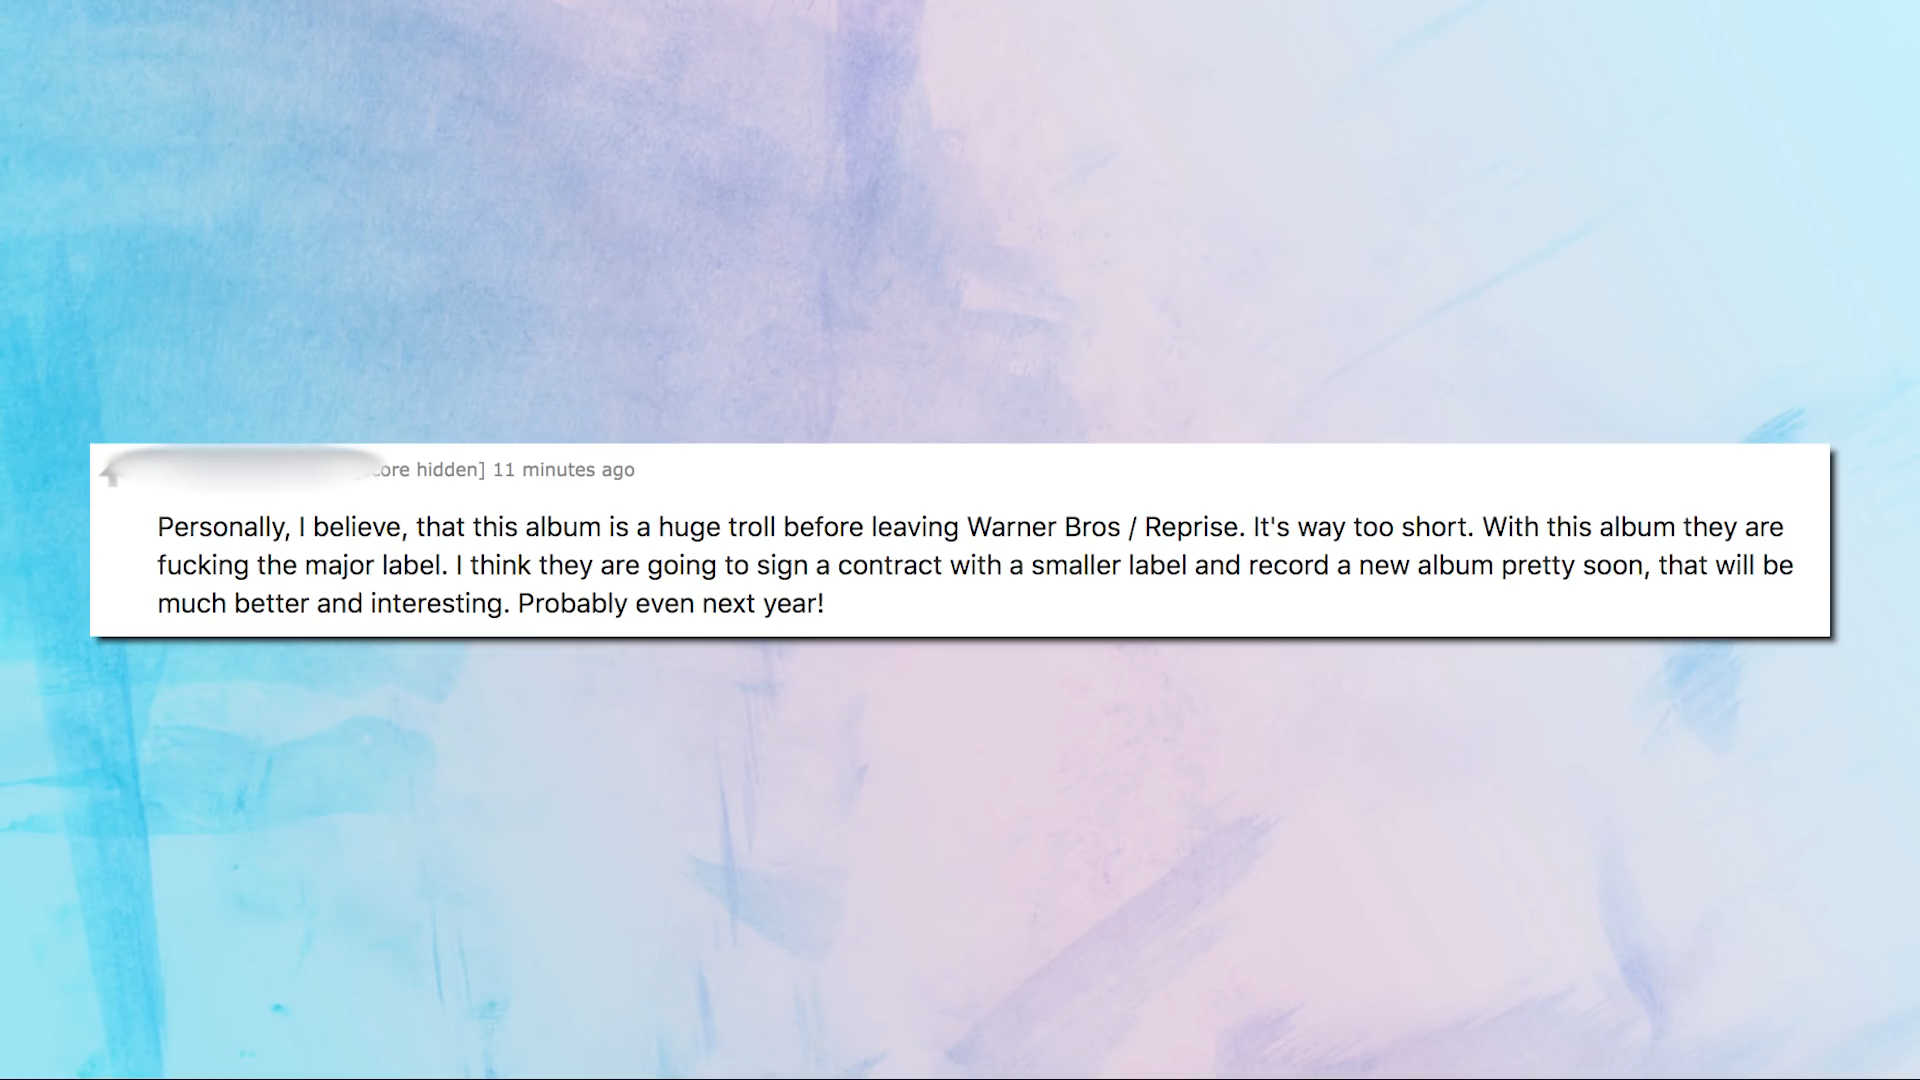 hidden] 11 minutes ago
Personally, I believe, that this album is a huge troll before leaving Warner Bros / Reprise. It's way too short. With this album they are
fucking the major label. I think they are going to sign a contract with a smaller label and record a new album pretty soon, that will be
much better and interesting. Probably even next year!